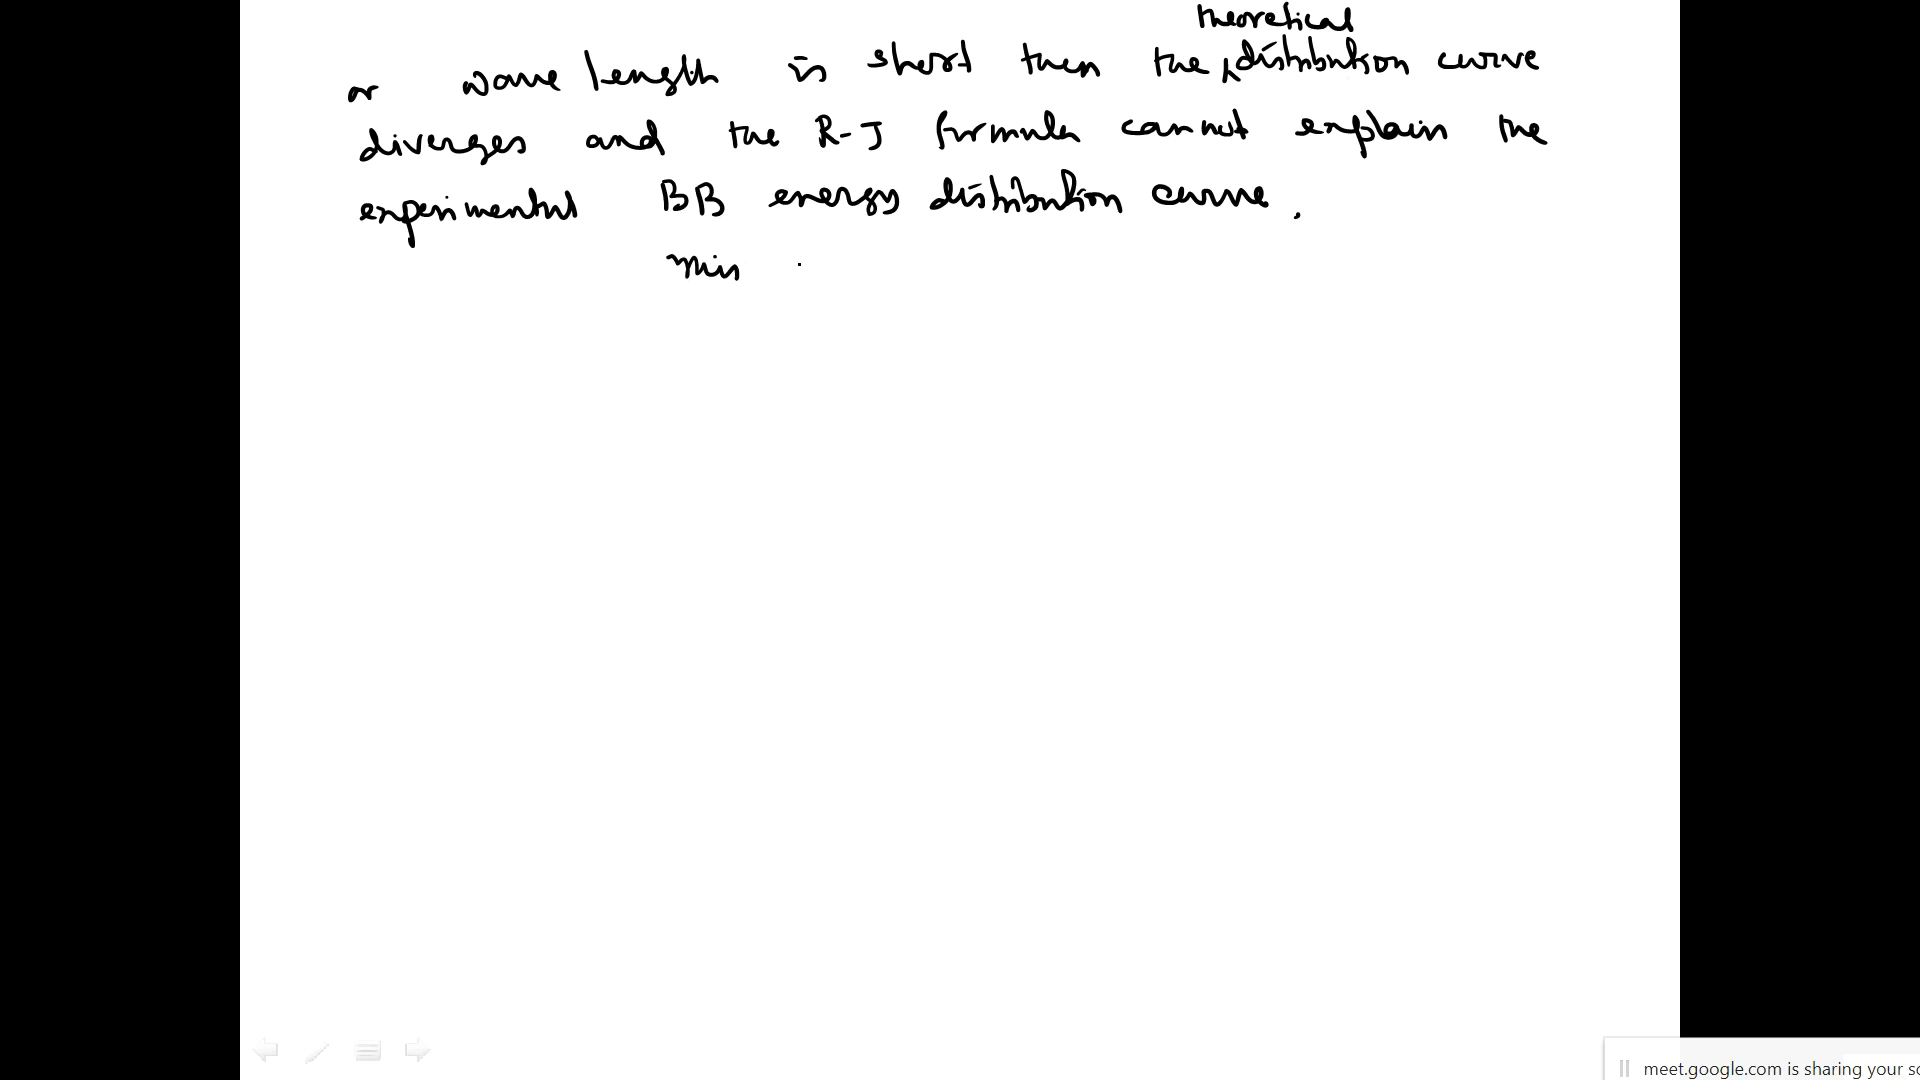 theoretical
or wave length is short then the distribution curve
diverges and the R-J formula cannot explain the
experimental BB energy distribution curve.
This
meet.google.com is sharing your sc